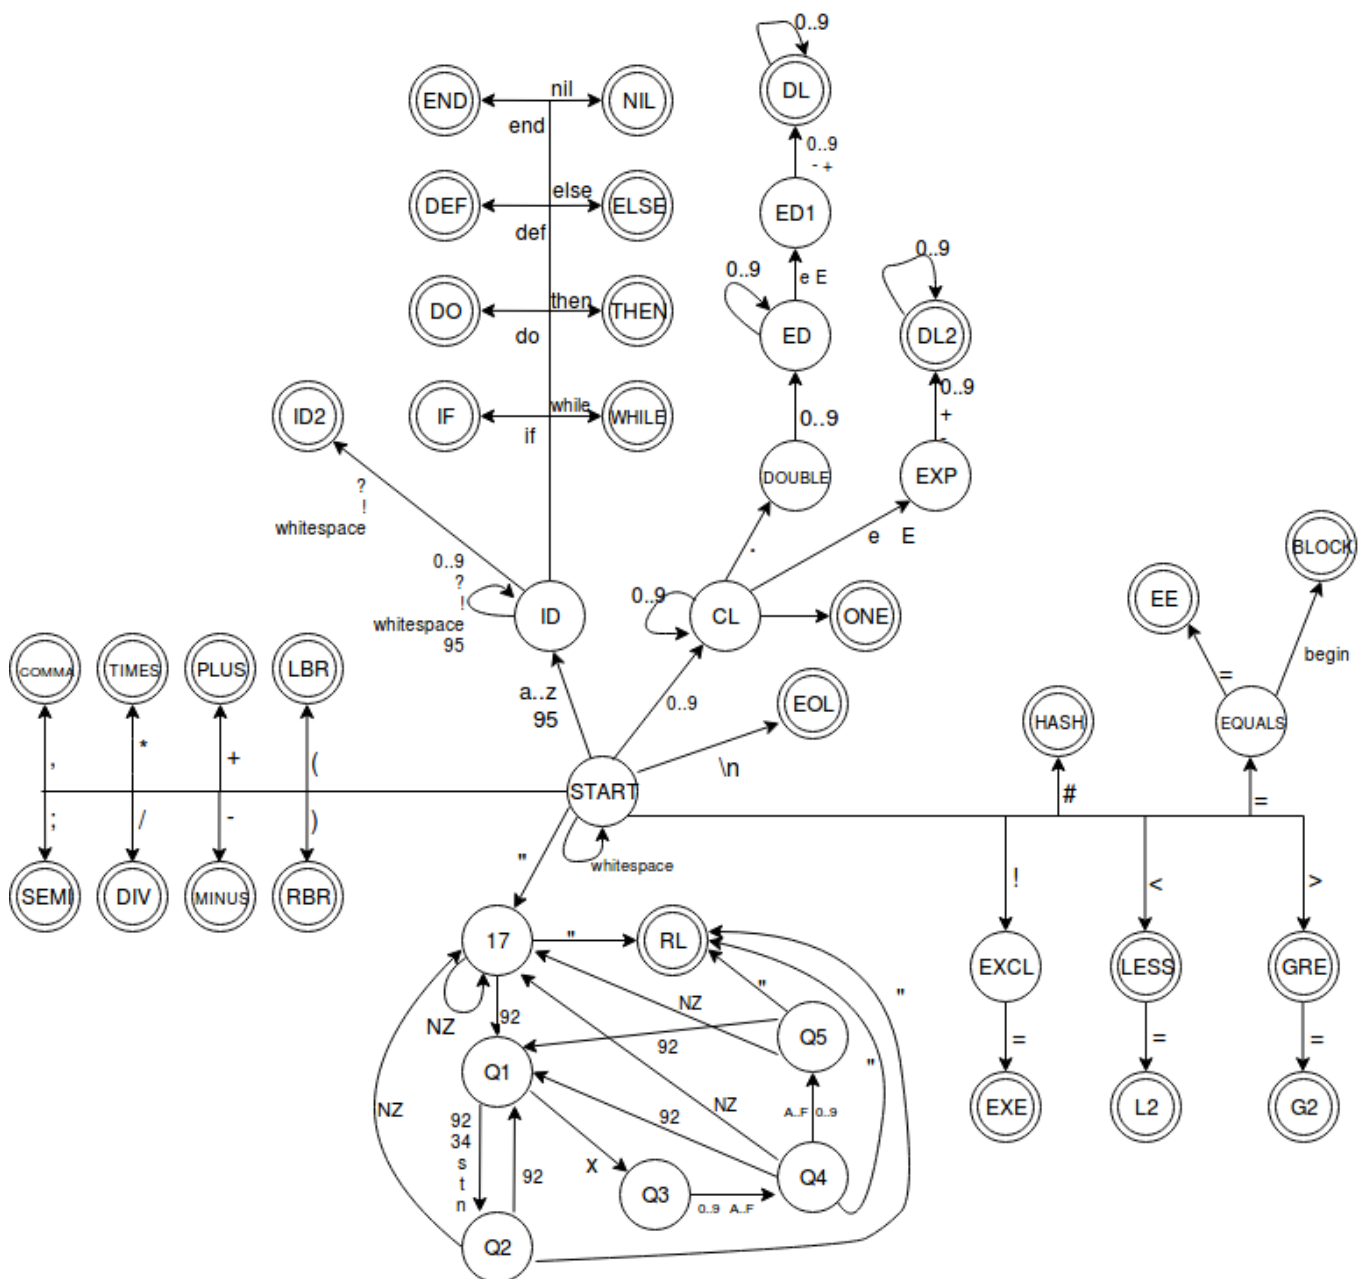 0..9
0..9
END
nil
NIL
DL
end
0..9
- +
DEF
else
ELSE
ED1
def
0..9
0..9
e E
DO
then
THEN
ED
DL2
do
0..9
ID2
IF
while
WHILE
0..9
+
-
if
?
!
whitespace
DOUBLE
EXP
e E
.
BLOCK
0..9
?
!
whitespace
95
ID
0..9
CL
ONE
EE
begin
COMMA
TIMES
PLUS
LBR
=
a..z
95
0..9
EOL
HASH
EQUALS
,
*
+
(
\n
START
#
=
;
/
-
)
"
whitespace
!
<
>
SEMI
DIV
MINUS
RBR
17
"
RL
EXCL
LESS
GRE
NZ
92
NZ
"
"
Q5
92
=
=
=
Q1
"
NZ
92
34
s
t
n
NZ
92
A..F 0..9
EXE
L2
G2
x
92
Q3
0..9 A..F
Q4
Q2